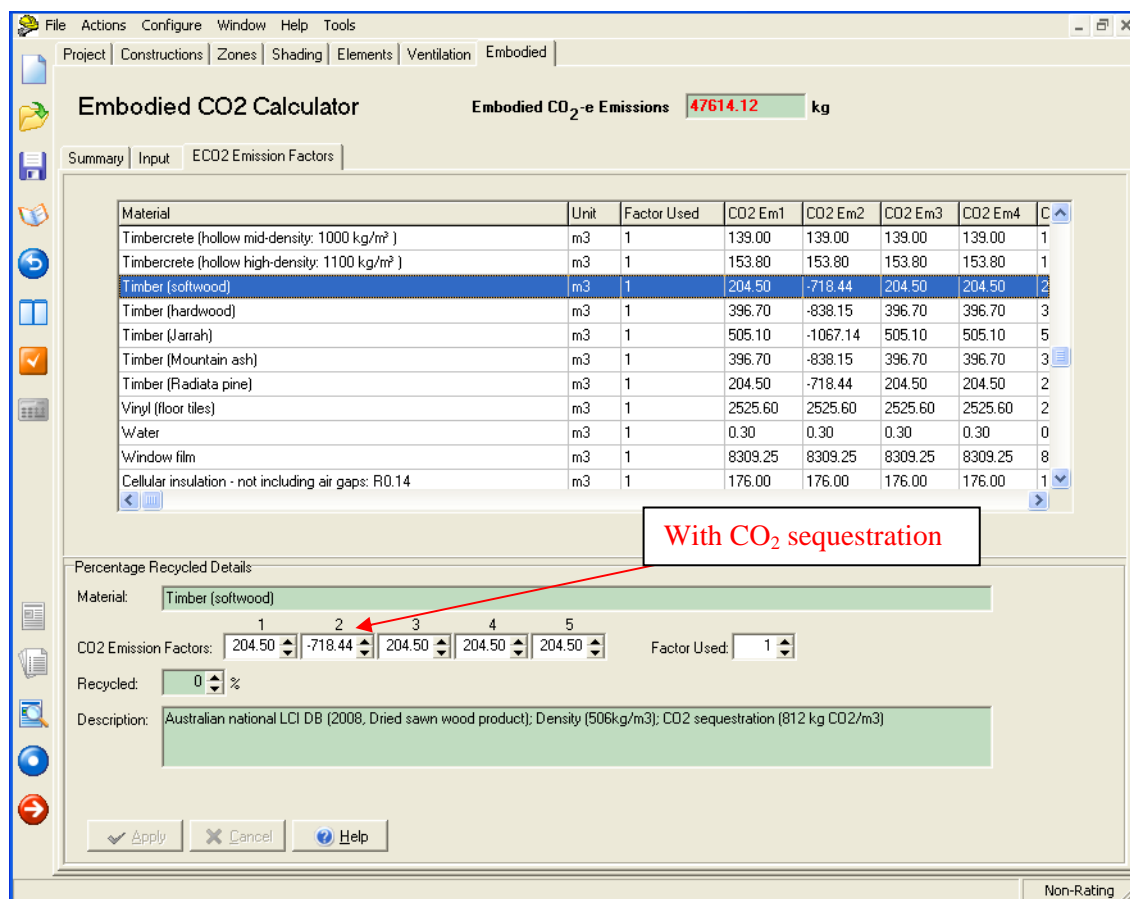 File Actions Configure Window Help Tools
Project Constructions Zones Shading Elements Ventilation Embodied
Embodied CO2 Calculator Embodied CO2-e Emissions 47614.12 kg
Summary Input ECO2 Emission Factors
Material Unit Factor Used CO2 Em1 CO2 Em2 CO2 Em3 CO2 Em4 C
Timbercrete (hollow mid-density: 1000 kg/m³ ) m3 1 139.00 139.00 139.00 139.00 1
Timbercrete (hollow high-density: 1100 kg/m³ ) m3 1 153.80 153.80 153.80 153.80 1
Timber (softwood) m3 1 204.50 -718.44 204.50 204.50 2
Timber (hardwood) m3 1 396.70 -838.15 396.70 396.70 3
Timber (Jarrah) m3 1 505.10 -1067.14 505.10 505.10 5
Timber (Mountain ash) m3 1 396.70 -838.15 396.70 396.70 3
Timber (Radiata pine) m3 1 204.50 -718.44 204.50 204.50 2
Vinyl (floor tiles) m3 1 2525.60 2525.60 2525.60 2525.60 2
Water m3 1 0.30 0.30 0.30 0.30 0
Window film m3 1 8309.25 8309.25 8309.25 8309.25 8
Cellular insulation - not including air gaps: R0.14 m3 1 176.00 176.00 176.00 176.00 1
With CO₂ sequestration
Percentage Recycled Details
Material: Timber (softwood)
1 2 3 4 5
CO2 Emission Factors: 204.50 -718.44 204.50 204.50 204.50 Factor Used: 1
Recycled: 0 %
Description: Australian national LCI DB (2008, Dried sawn wood product); Density (506kg/m3); CO2 sequestration (812 kg CO2/m3)
Apply Cancel Help
Non-Rating